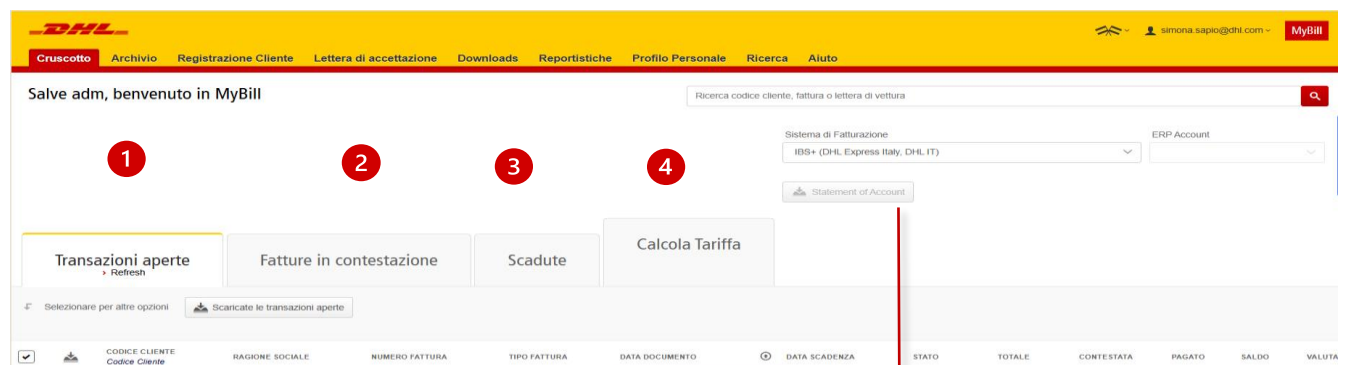 DHL
simona.sapio@dhl.com
MyBill
Cruscotto Archivio Registrazione Cliente Lettera di accettazione Downloads Reportistiche Profilo Personale Ricerca Aiuto
Salve adm, benvenuto in MyBill
Ricerca codice cliente, fattura o lettera di vettura
Sistema di Fatturazione
ERP Account
IBS+ (DHL Express Italy, DHL IT)
1 2 3 4
Statement of Account
Transazioni aperte
Refresh
Fatture in contestazione
Scadute
Calcola Tariffa
Selezionare per altre opzioni
Scaricate le transazioni aperte
CODICE CLIENTE
Codice Cliente
RAGIONE SOCIALE NUMERO FATTURA TIPO FATTURA DATA DOCUMENTO DATA SCADENZA STATO TOTALE CONTESTATA PAGATO SALDO VALUTA